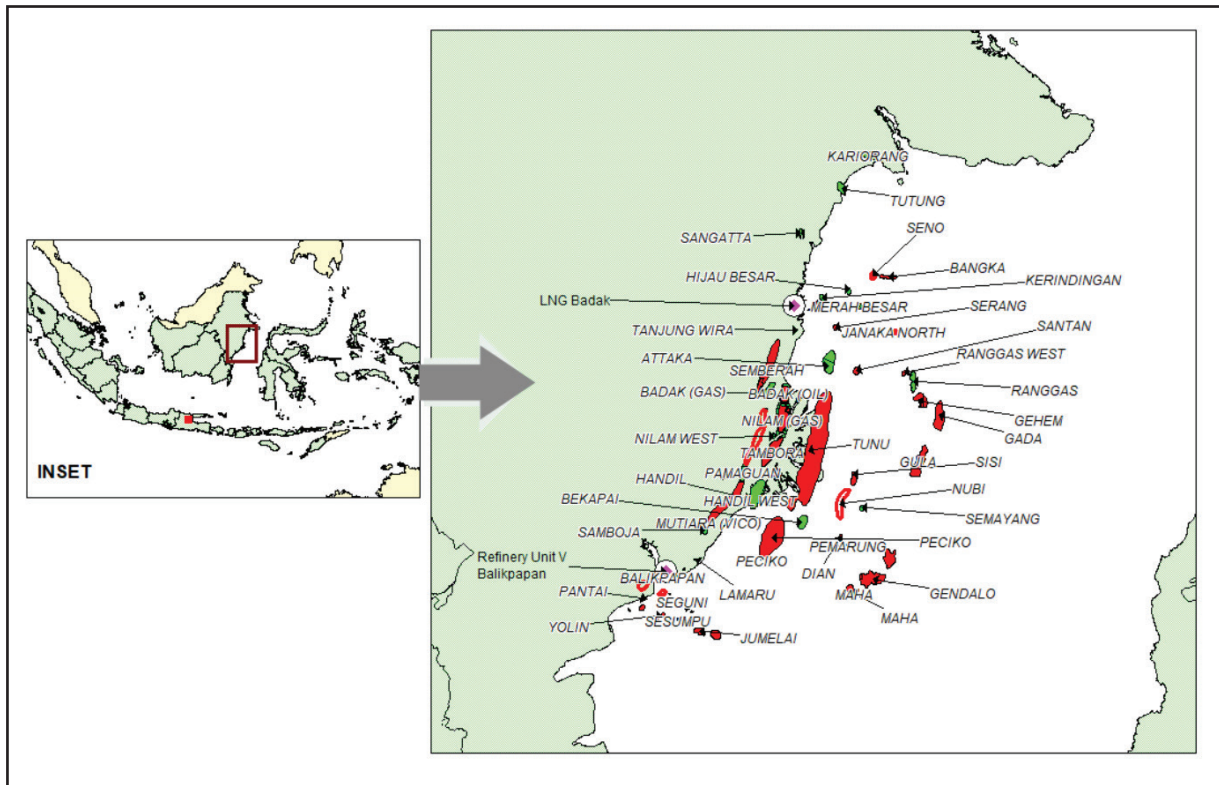 KARIORANG
TUTUNG
SANGATTA
SENO
HIJAU BESAR
BANGKA
KERINDINGAN
LNG Badak
MERAH BESAR
SERANG
TANJUNG WIRA
JANAKA NORTH
SANTAN
ATTAKA
SEMBERAH
RANGGAS WEST
BADAK (GAS)
BADAK (OIL)
RANGGAS
NILAM (GAS)
GEHEM
NILAM WEST
TAMBORA
TUNU
GADA
PAMAGUAN
GULA
SISI
HANDIL
HANDIL WEST
NUBI
BEKAPAI
SEMAYANG
MUTIARA (VICO)
SAMBOJA
PECIKO
PEMARUNG
PECIKO
Refinery Unit V
Balikpapan
BALIKPAPAN
DIAN
PANTAI
LAMARU
MAHA
GENDALO
SEGUNI
MAHA
YOLIN
SESUMPU
JUMELAI
INSET